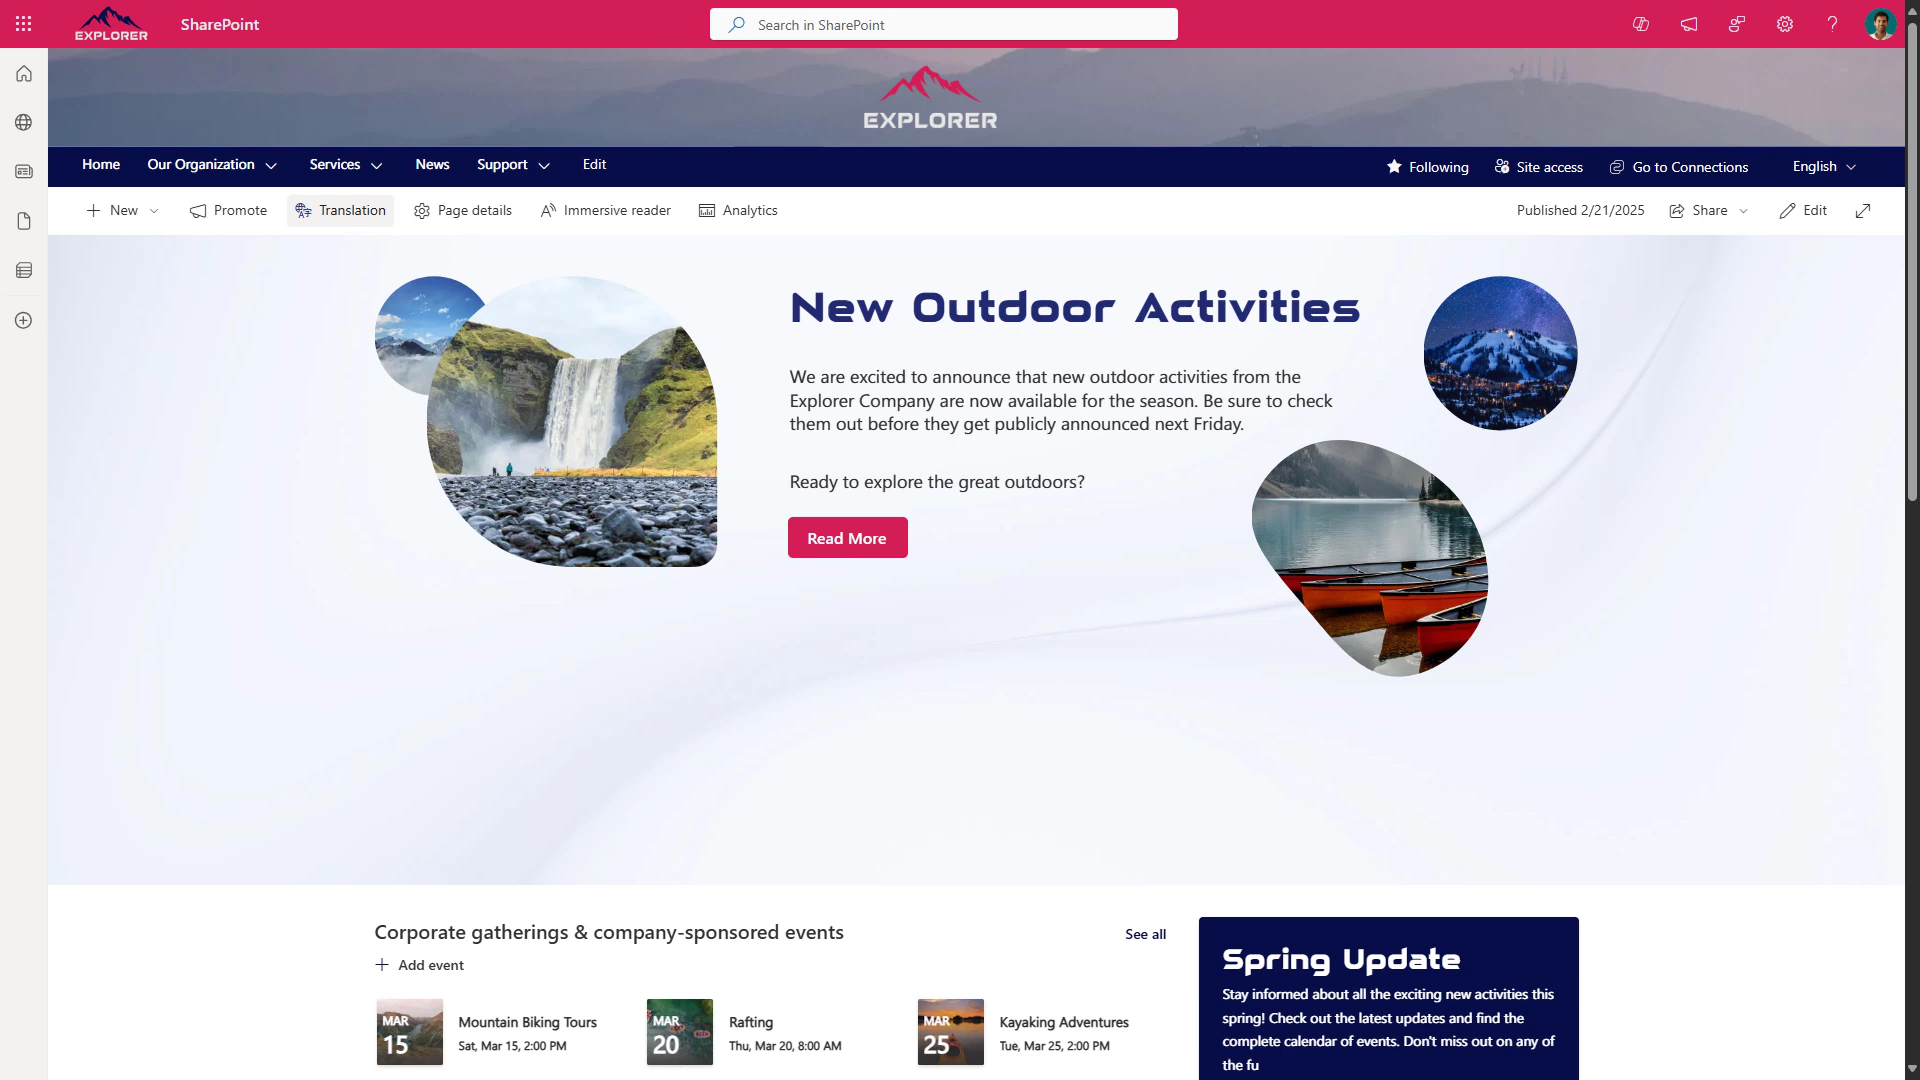 EXPLORER
SharePoint
Search in SharePoint
EXPLORER
Home
Our Organization
Services
News
Support
Edit
Following
Site access
Go to Connections
English
New
Promote
Translation
Page details
Immersive reader
Analytics
Published 2/21/2025
Share
Edit
New Outdoor Activities
We are excited to announce that new outdoor activities from the
Explorer Company are now available for the season. Be sure to check
them out before they get publicly announced next Friday.
Ready to explore the great outdoors?
Read More
Corporate gatherings & company-sponsored events
See all
Add event
MAR
15
Mountain Biking Tours
Sat, Mar 15, 2:00 PM
MAR
20
Rafting
Thu, Mar 20, 8:00 AM
MAR
25
Kayaking Adventures
Tue, Mar 25, 2:00 PM
Spring Update
Stay informed about all the exciting new activities this
spring! Check out the latest updates and find the
complete calendar of events. Don't miss out on any of
the fu